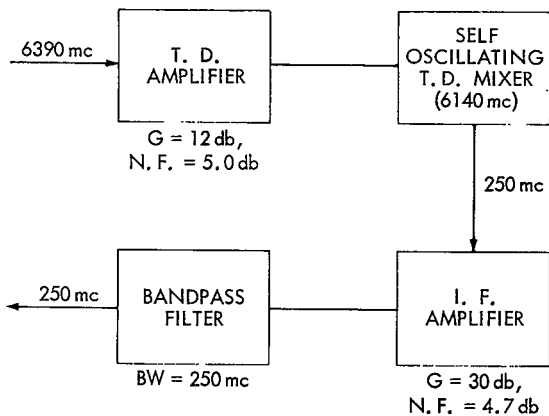 6390 mc
T. D.
AMPLIFIER
G = 12 db,
N. F. = 5.0 db
SELF
OSCILLATING
T. D. MIXER
(6140 mc)
250 mc
I. F.
AMPLIFIER
G = 30 db,
N. F. = 4.7 db
BANDPASS
FILTER
BW = 250 mc
250 mc